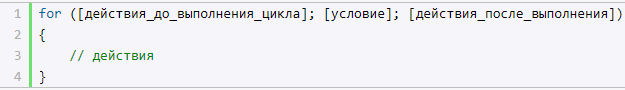 1 for ([действия_до_выполнения_цикла]; [условие]; [действия_после_выполнения])
2 {
3     // действия
4 }